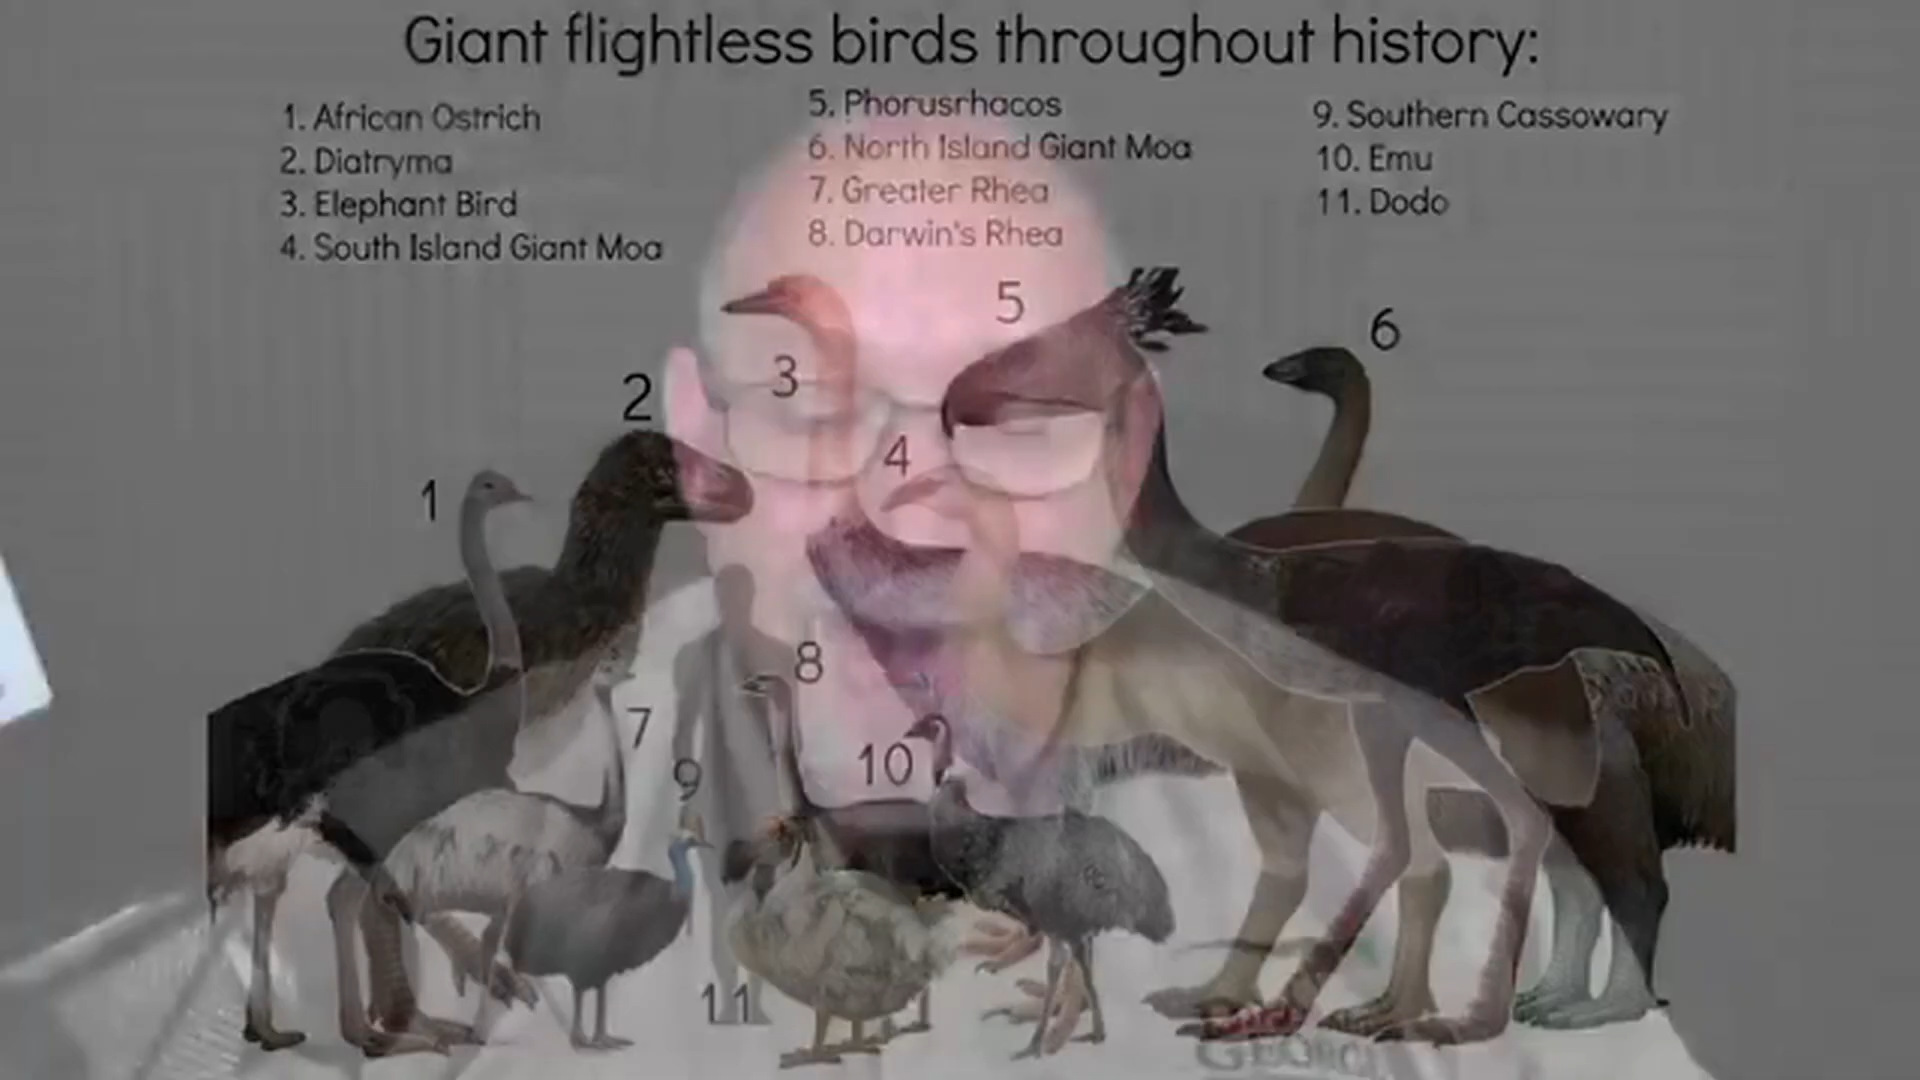 Giant flightless birds throughout history:
1. African Ostrich
2. Diatryma
3. Elephant Bird
4. South Island Giant Moa
5. Phorusrhacos
6. North Island Giant Moa
7. Greater Rhea
8. Darwin's Rhea
9. Southern Cassowary
10. Emu
11. Dodo
5
6
3
2
4
1
8
7
10
9
11